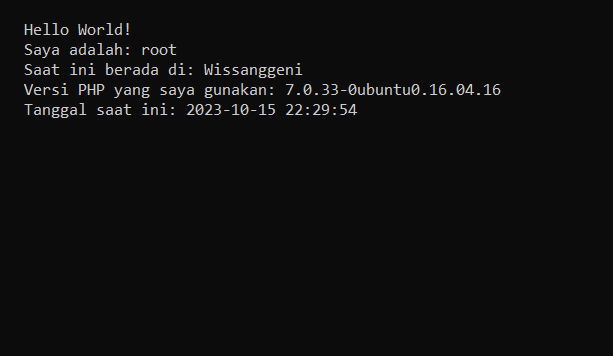 Hello World!
Saya adalah: root
Saat ini berada di: Wissanggeni
Versi PHP yang saya gunakan: 7.0.33-0ubuntu0.16.04.16
Tanggal saat ini: 2023-10-15 22:29:54